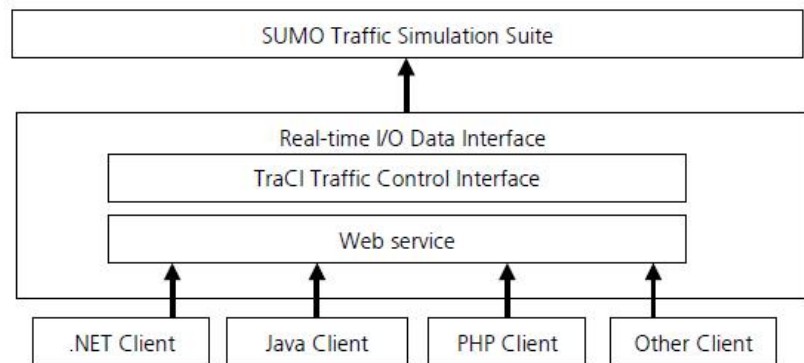 SUMO Traffic Simulation Suite
Real-time I/O Data Interface
TraCI Traffic Control Interface
Web service
.NET Client
Java Client
PHP Client
Other Client